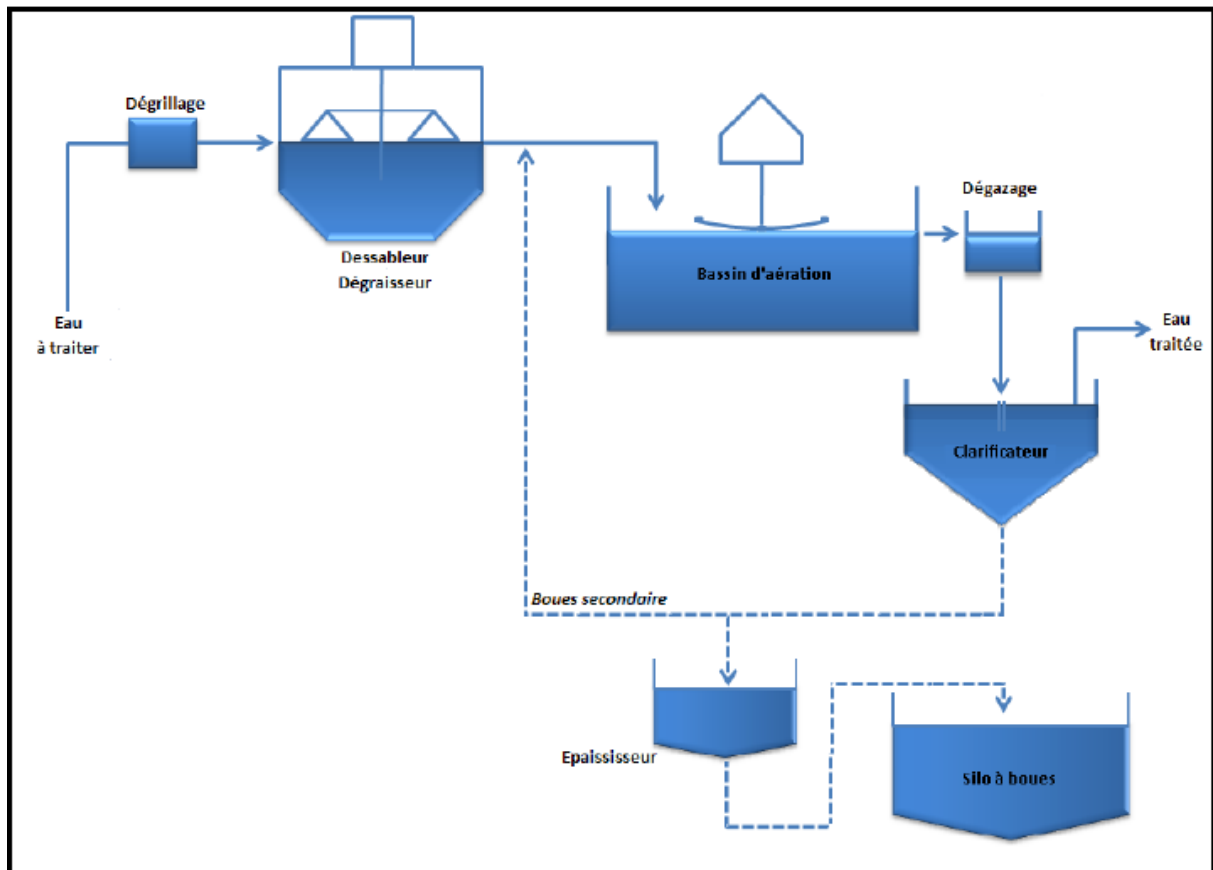 Dégrillage
Dessableur
Dégraisseur
Eau
à traiter
Bassin d'aération
Dégazage
Eau
traitée
Clarificateur
Boues secondaire
Epaississeur
Silo à boues